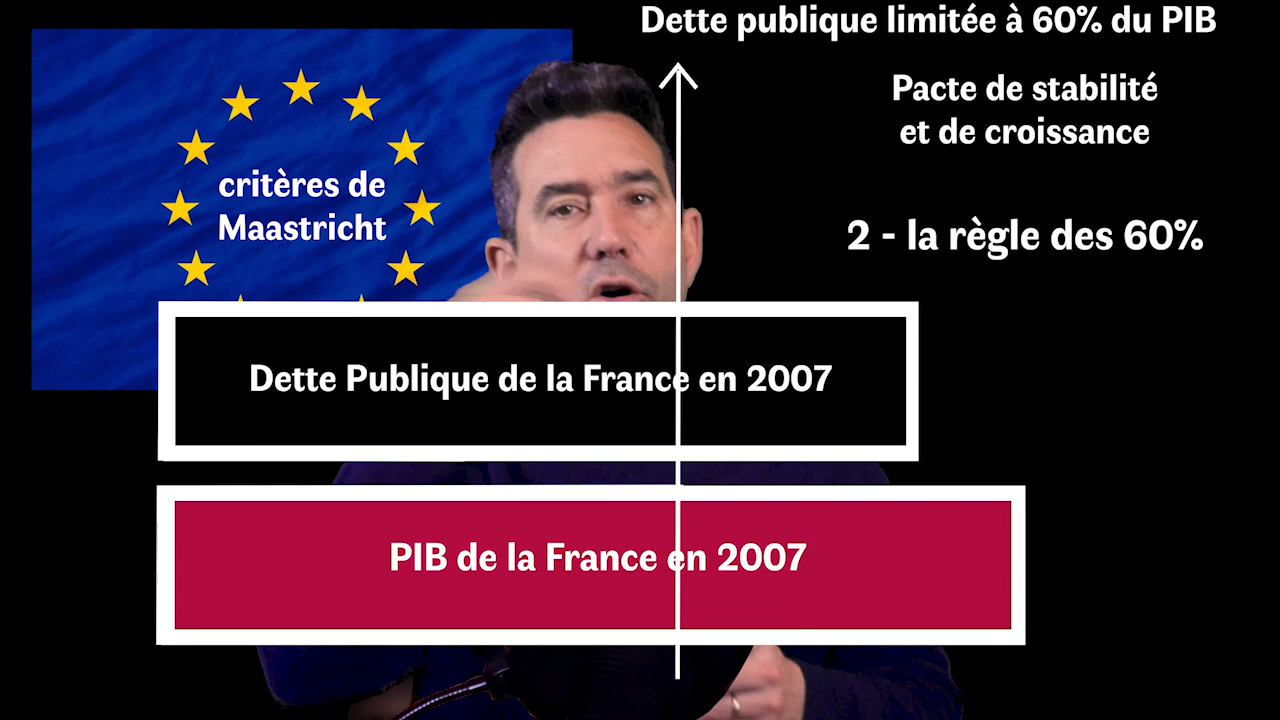 Dette publique limitée à 60% du PIB
Pacte de stabilité
et de croissance
critères de
Maastricht
2 - la règle des 60%
Dette Publique de la France en 2007
PIB de la France en 2007